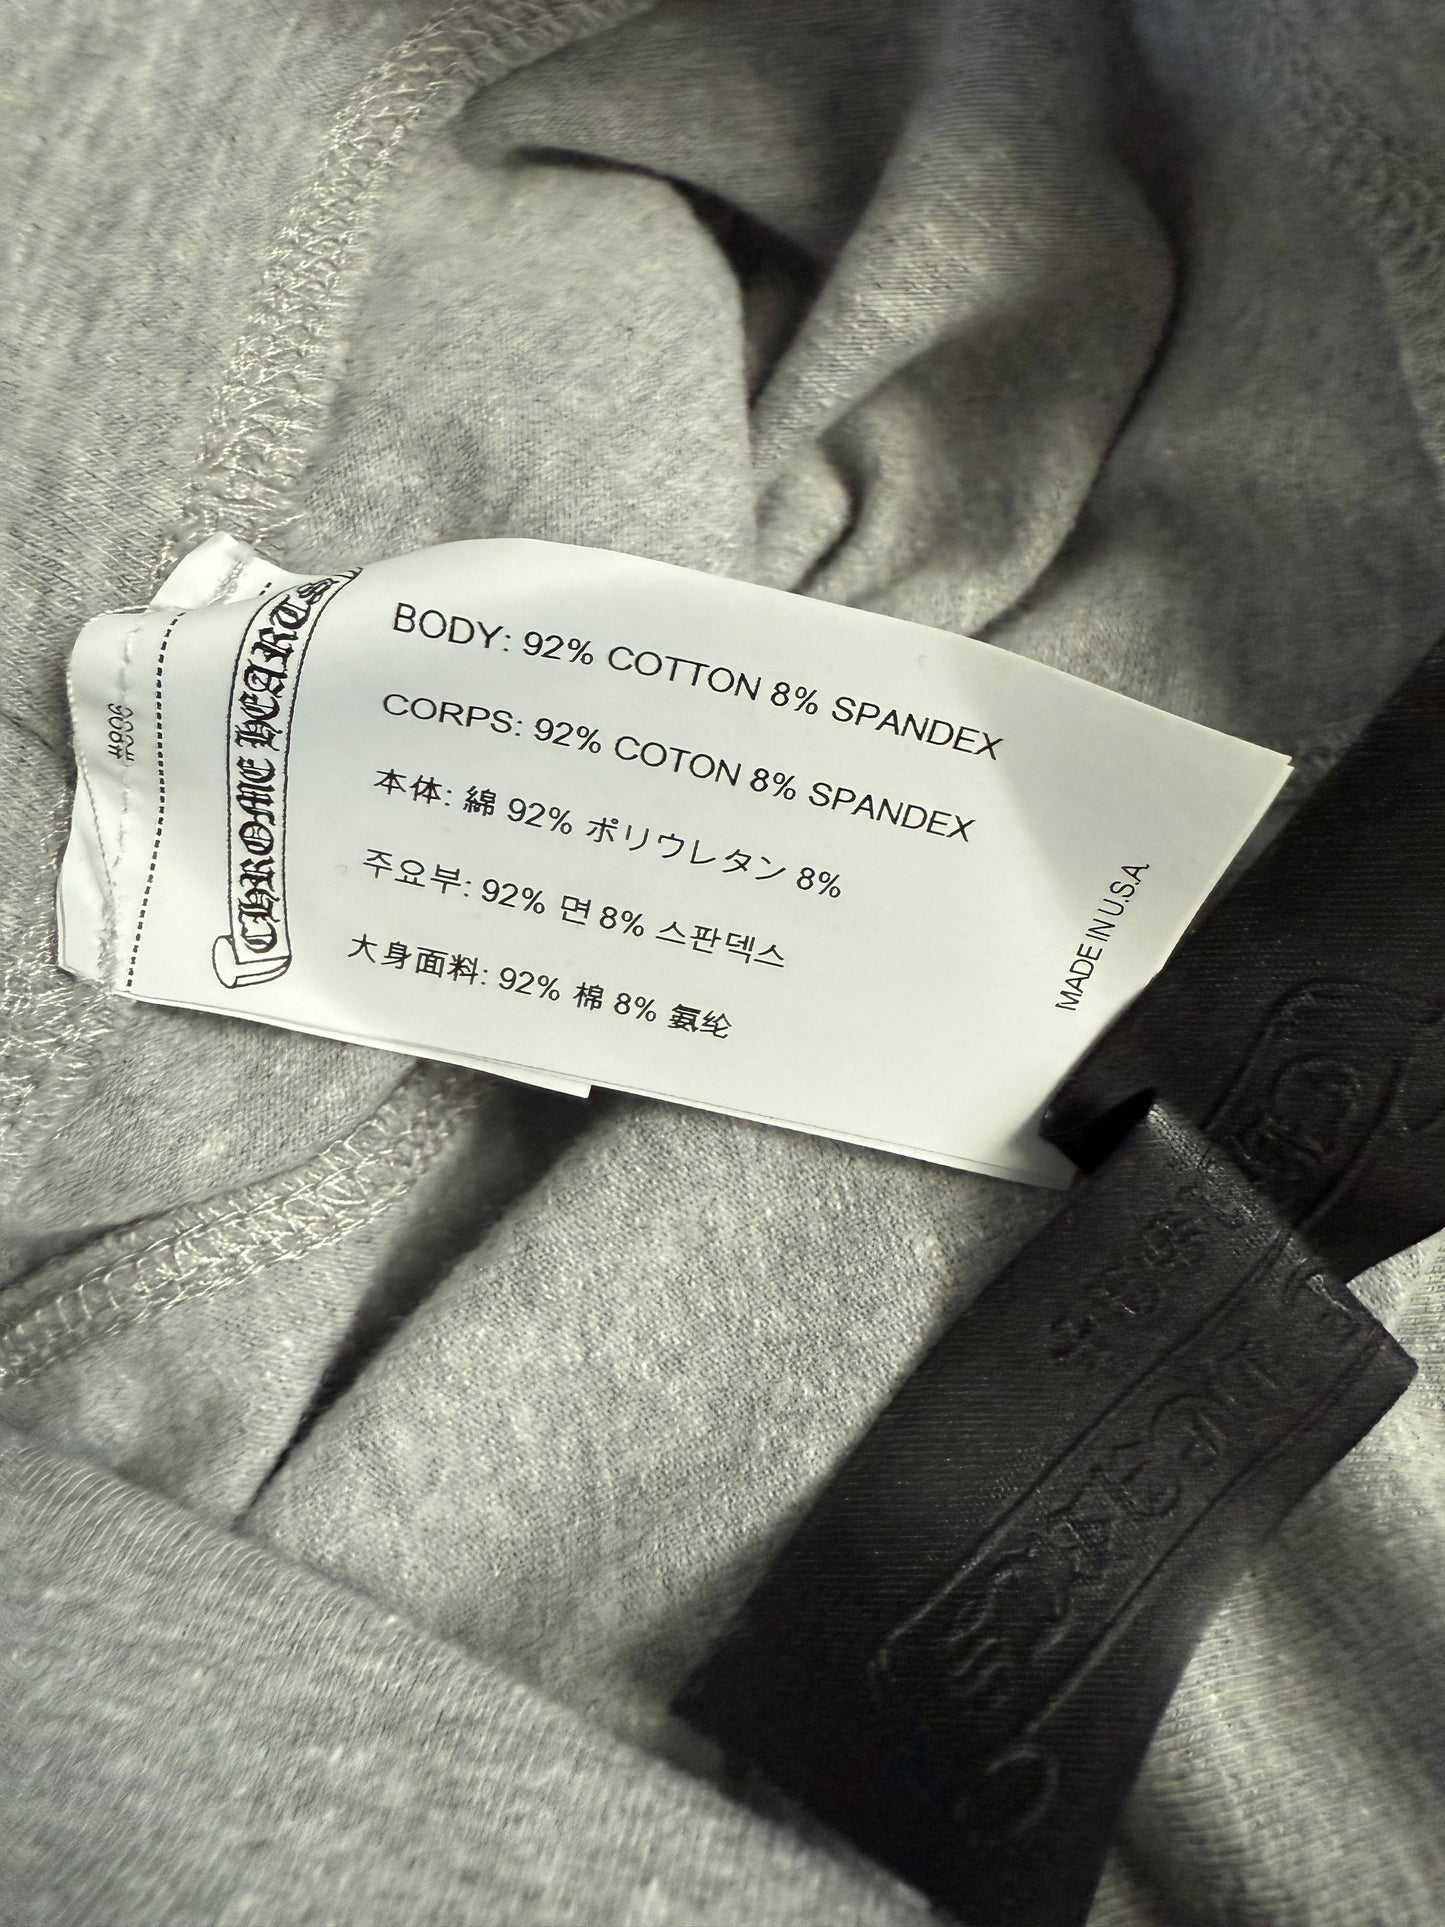 #006
CHROME HEARTS
BODY: 92% COTTON 8% SPANDEX
CORPS: 92% COTON 8% SPANDEX
本体: 綿 92% ポリウレタン 8%
주요부: 92% 면 8% 스판덱스
大身面料: 92% 棉 8% 氨纶
MADE IN U.S.A